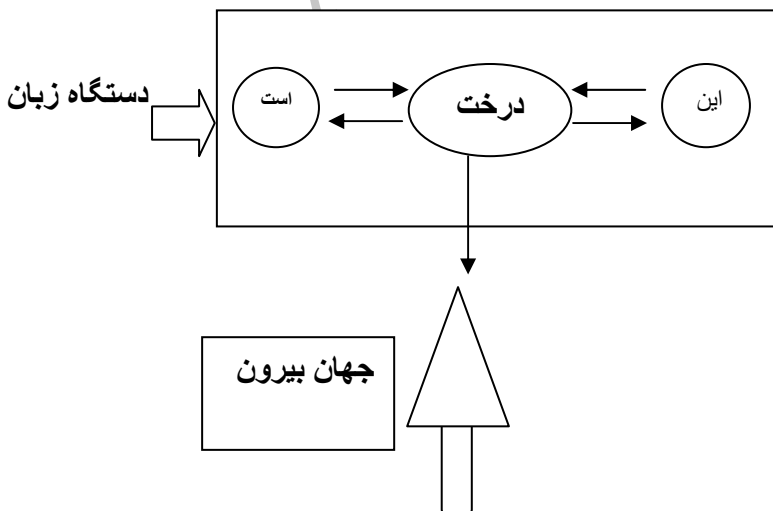 این
درخت
است
دستگاه زبان
جهان بیرون